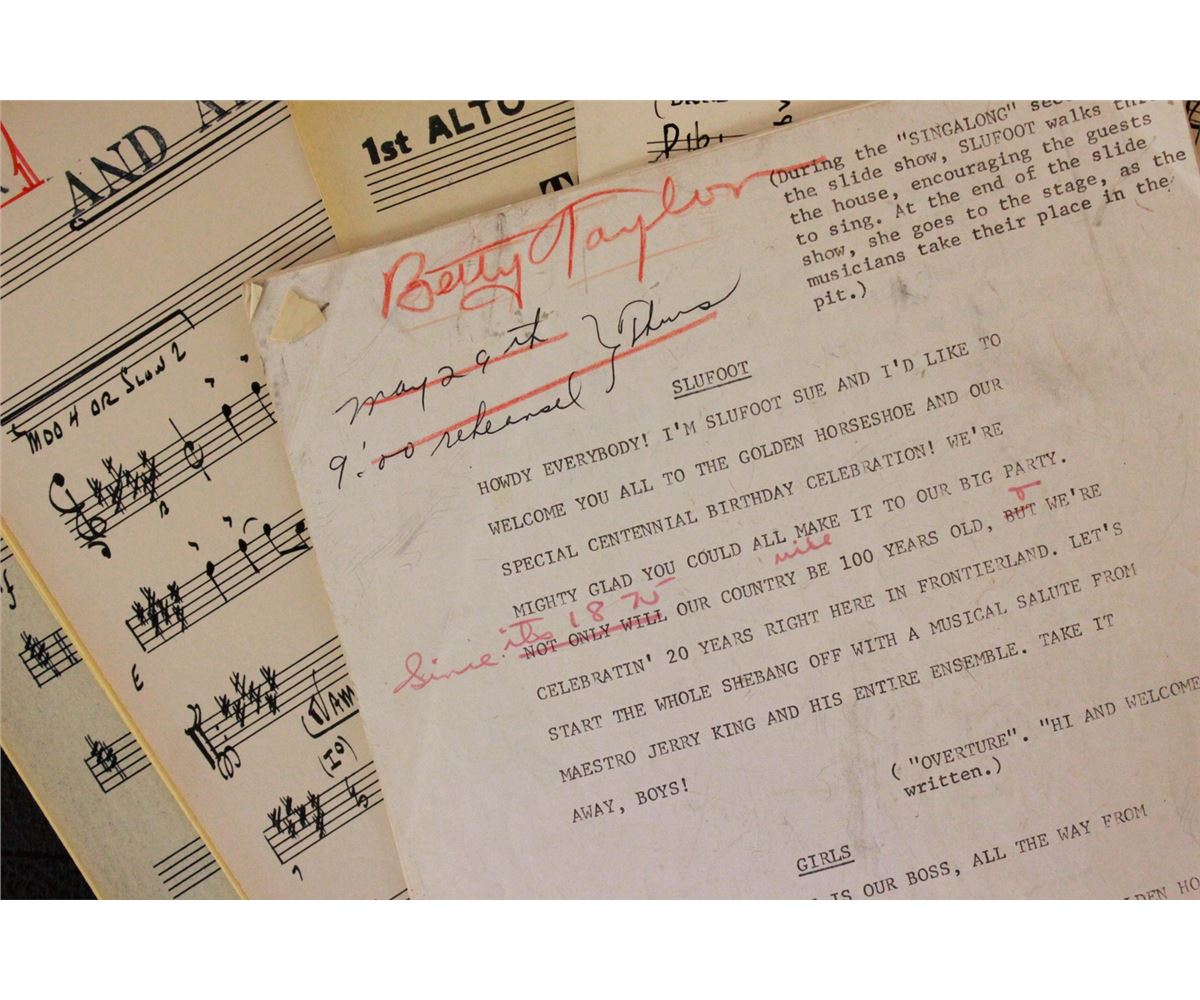 1
AND
1st ALTO
T
MOD 4 OR SLOW 2
E
(10)
7
Betty Taylor
May 29th
9:00 rehearsel } Thurs
(During the "SINGALONG"
the slide show, SLUFOOT walks
the house, encouraging the guests
to sing. At the end of the slide
show, she goes to the stage, as the
musicians take their place in the
pit.)
SLUFOOT
HOWDY EVERYBODY! I'M SLUFOOT SUE AND I'D LIKE TO
WELCOME YOU ALL TO THE GOLDEN HORSESHOE AND OUR
SPECIAL CENTENNIAL BIRTHDAY CELEBRATION! WE'RE
MIGHTY GLAD YOU COULD ALL MAKE IT TO OUR BIG PARTY.
Since its 1875
NOT ONLY WILL OUR COUNTRY BE 100 YEARS OLD, BUT WE'RE
CELEBRATIN' 20 YEARS RIGHT HERE IN FRONTIERLAND. LET'S
START THE WHOLE SHEBANG OFF WITH A MUSICAL SALUTE FROM
MAESTRO JERRY KING AND HIS ENTIRE ENSEMBLE. TAKE IT
AWAY, BOYS!
( "OVERTURE". "HI AND WELCOME
written.)
GIRLS
IS OUR BOSS, ALL THE WAY FROM